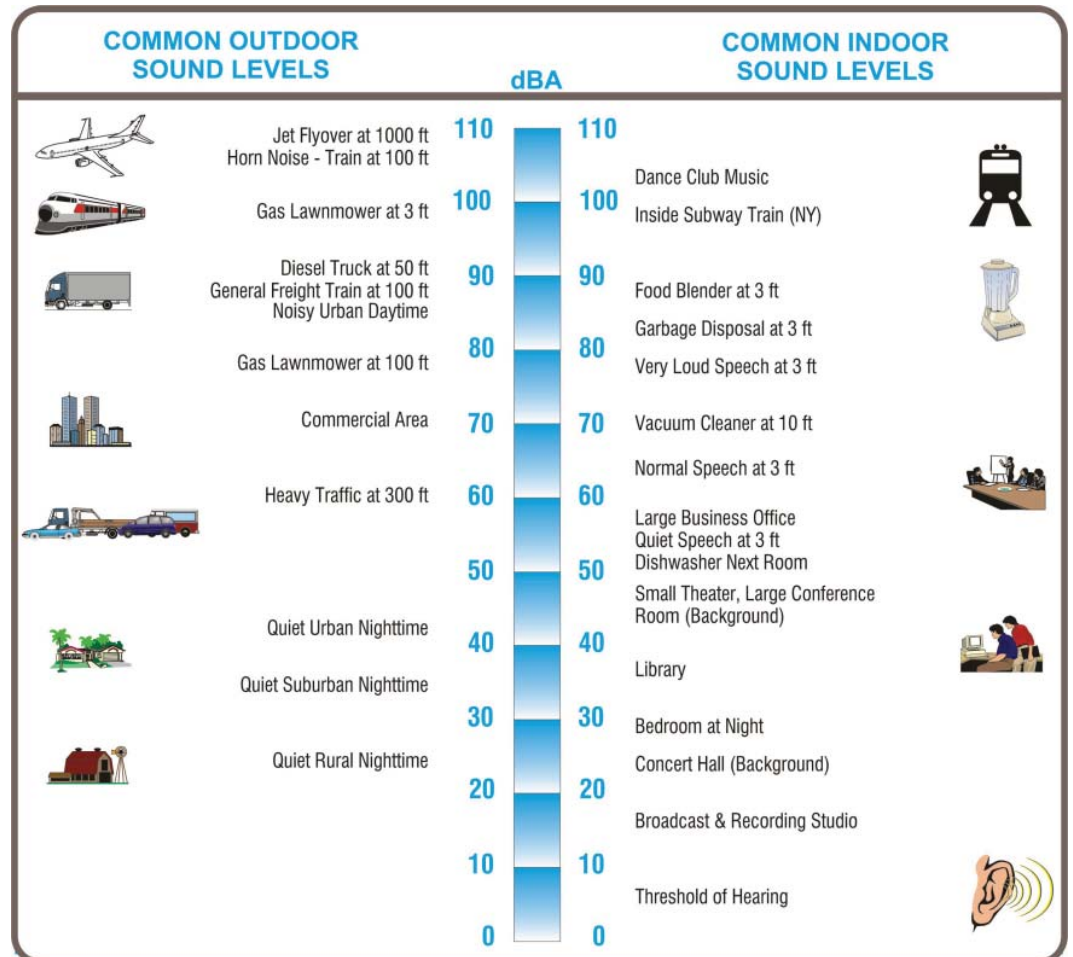 COMMON OUTDOOR
SOUND LEVELS
dBA
COMMON INDOOR
SOUND LEVELS
Jet Flyover at 1000 ft
Horn Noise - Train at 100 ft
Gas Lawnmower at 3 ft
Diesel Truck at 50 ft
General Freight Train at 100 ft
Noisy Urban Daytime
Gas Lawnmower at 100 ft
Commercial Area
Heavy Traffic at 300 ft
Quiet Urban Nighttime
Quiet Suburban Nighttime
Quiet Rural Nighttime
110
100
90
80
70
60
50
40
30
20
10
0
110
100
90
80
70
60
50
40
30
20
10
0
Dance Club Music
Inside Subway Train (NY)
Food Blender at 3 ft
Garbage Disposal at 3 ft
Very Loud Speech at 3 ft
Vacuum Cleaner at 10 ft
Normal Speech at 3 ft
Large Business Office
Quiet Speech at 3 ft
Dishwasher Next Room
Small Theater, Large Conference
Room (Background)
Library
Bedroom at Night
Concert Hall (Background)
Broadcast & Recording Studio
Threshold of Hearing